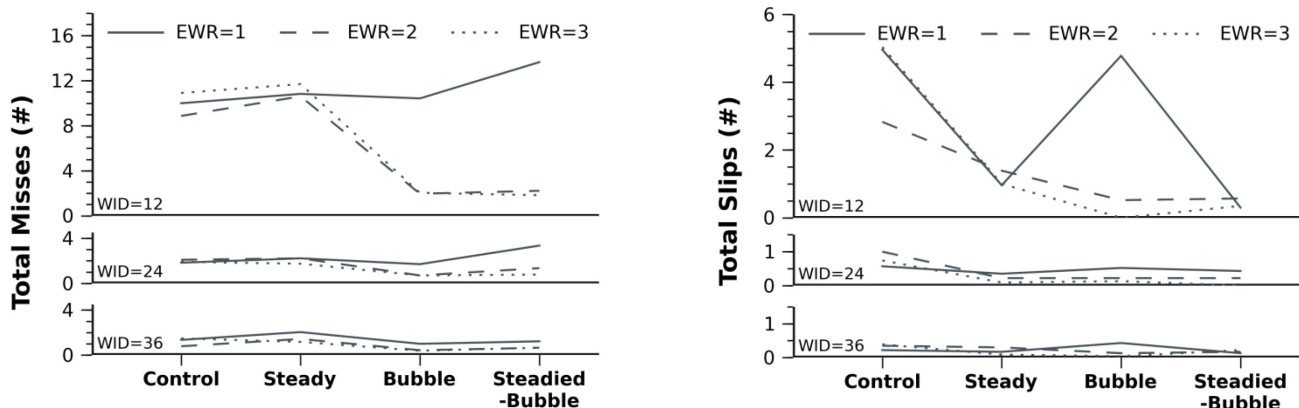 Total Misses (#)
16
12
8
4
0
EWR=1 EWR=2 EWR=3
WID=12
4
0
WID=24
4
0
WID=36
Control Steady Bubble Steadied
-Bubble
Total Slips (#)
6
4
2
0
EWR=1 EWR=2 EWR=3
WID=12
1
0
WID=24
1
0
WID=36
Control Steady Bubble Steadied
-Bubble